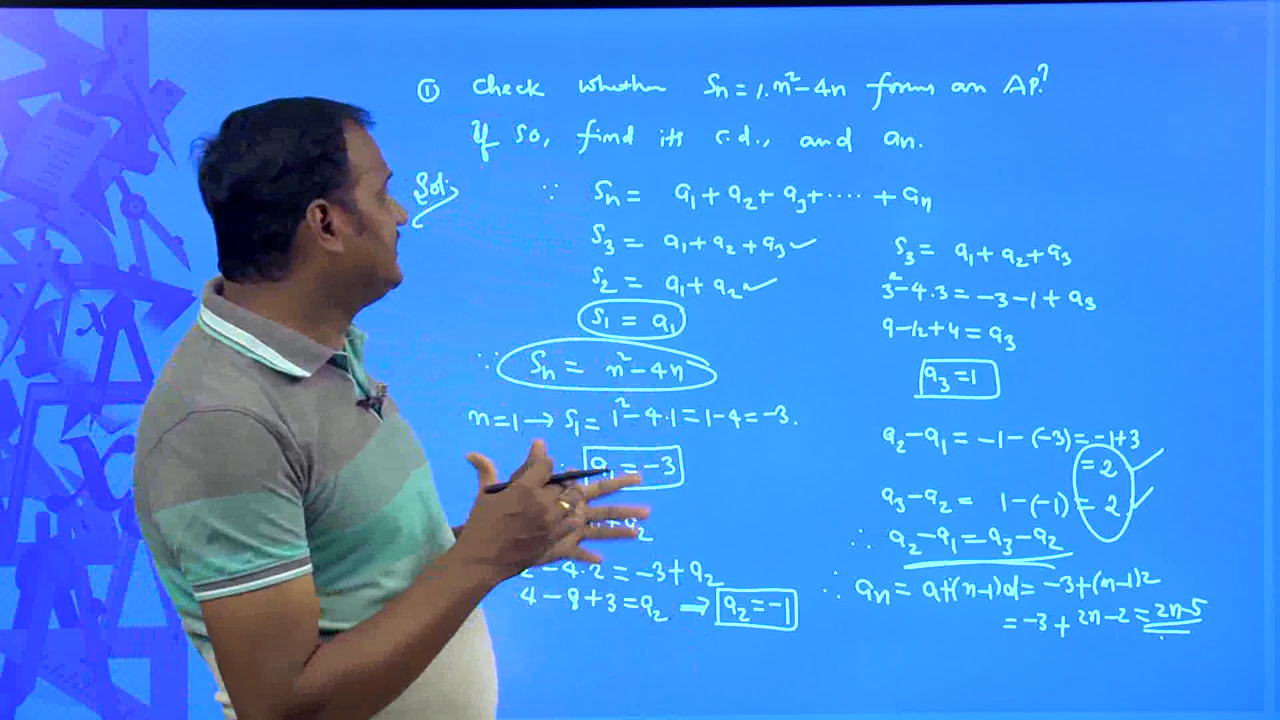 ① Check whether Sn = 1.n² - 4n forms an AP?
If so, find its c.d., and an.
Sol:
∵ Sn = a₁ + a₂ + a₃ + ····· + an
S₃ = a₁ + a₂ + a₃ ✓
S₂ = a₁ + a₂ ✓
S₁ = a₁
∵ Sn = n² - 4n
n = 1 → S₁ = 1² - 4·1 = 1 - 4 = -3.
a₁ = -3
+ a₂
- 4·2 = -3 + a₂
4 - 8 + 3 = a₂ → a₂ = -1
S₃ = a₁ + a₂ + a₃
3² - 4·3 = -3 - 1 + a₃
9 - 12 + 4 = a₃
a₃ = 1
a₂ - a₁ = -1 - (-3) = -1 + 3
= 2 ✓
a₃ - a₂ = 1 - (-1) = 2 ✓
∴ a₂ - a₁ = a₃ - a₂
∴ an = a + (n-1)d = -3 + (n-1)2
= -3 + 2n - 2 = 2n - 5